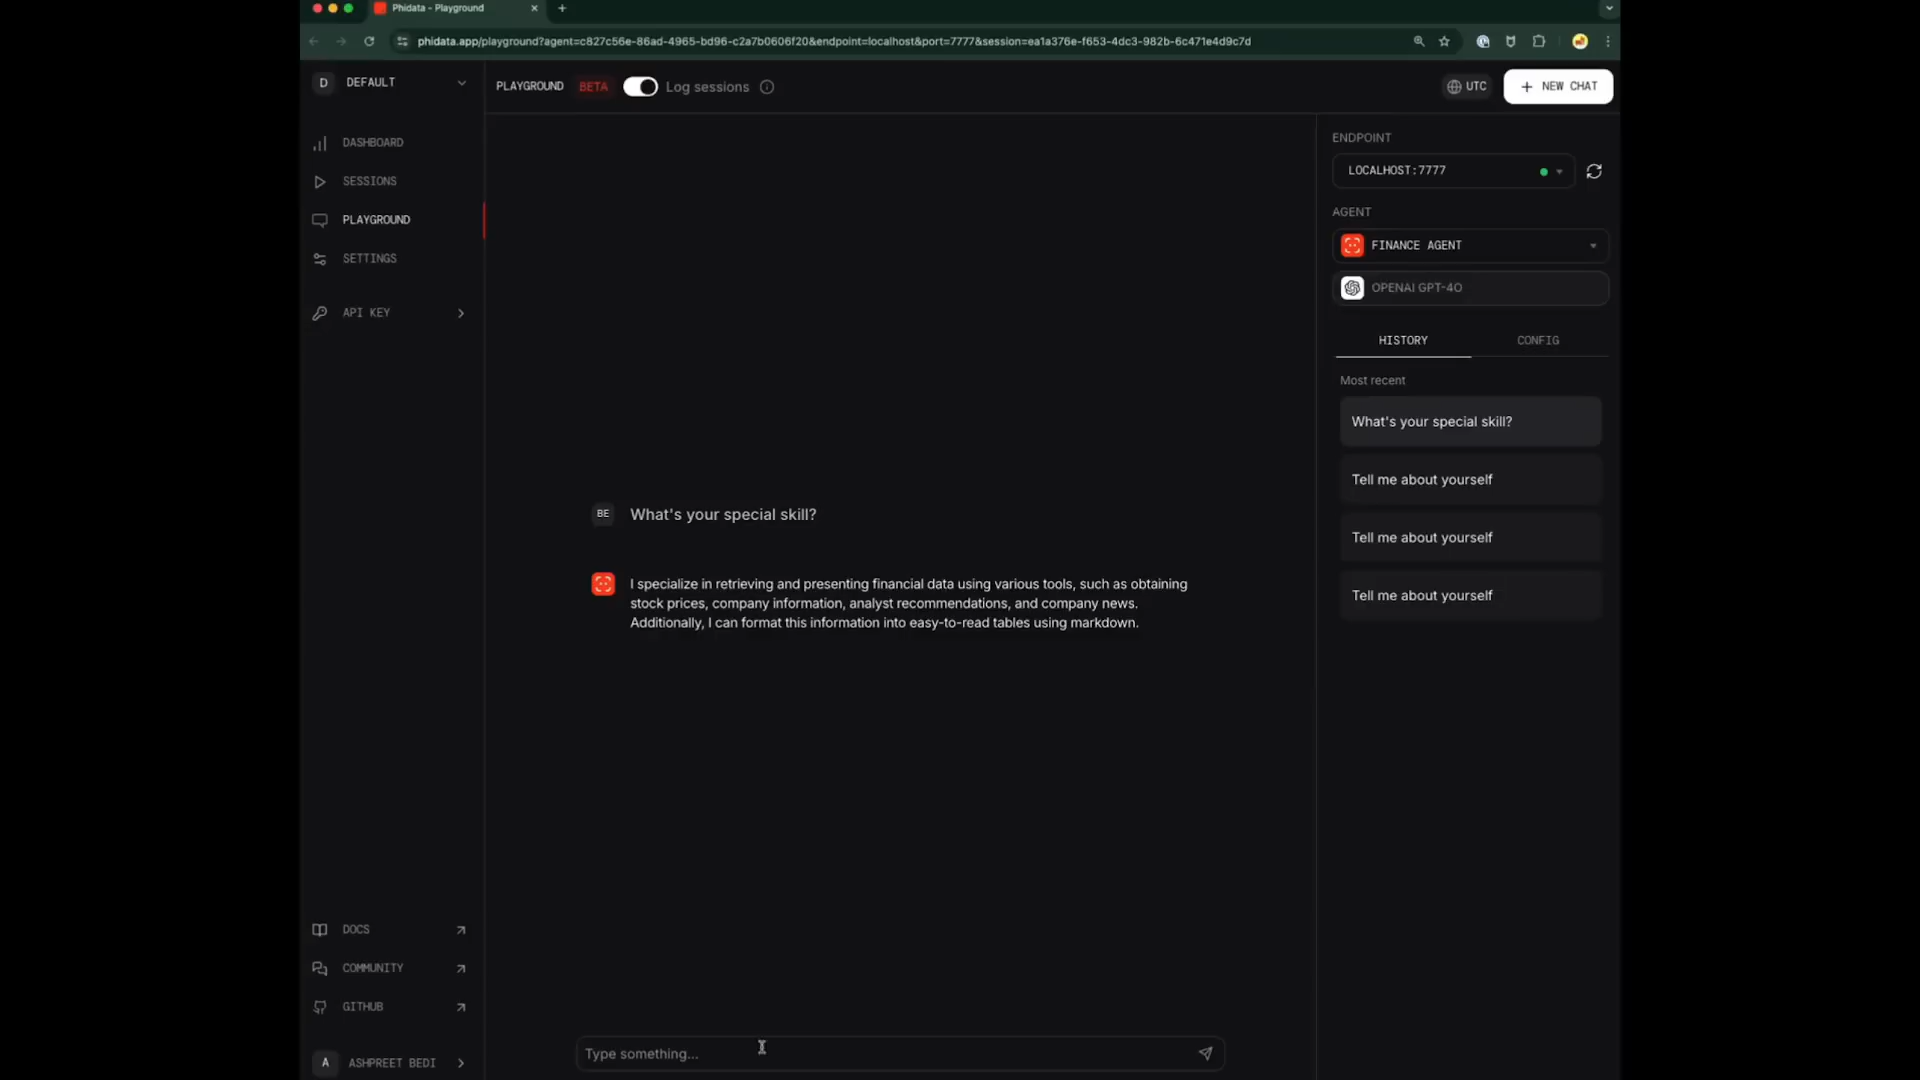 Phidata - Playground
phidata.app/playground?agent=c827c56e-86ad-4965-bd96-c2a7b0606f20&endpoint=localhost&port=7777&session=ea1a376e-f653-4dc3-982b-6c471e4d9c7d
D DEFAULT
PLAYGROUND BETA Log sessions
UTC
+ NEW CHAT
DASHBOARD
SESSIONS
PLAYGROUND
SETTINGS
API KEY
What's your special skill?
BE
I specialize in retrieving and presenting financial data using various tools, such as obtaining
stock prices, company information, analyst recommendations, and company news.
Additionally, I can format this information into easy-to-read tables using markdown.
Type something...
ENDPOINT
LOCALHOST:7777
AGENT
FINANCE AGENT
OPENAI GPT-4O
HISTORY CONFIG
Most recent
What's your special skill?
Tell me about yourself
Tell me about yourself
Tell me about yourself
DOCS
COMMUNITY
GITHUB
A ASHPREET BEDI